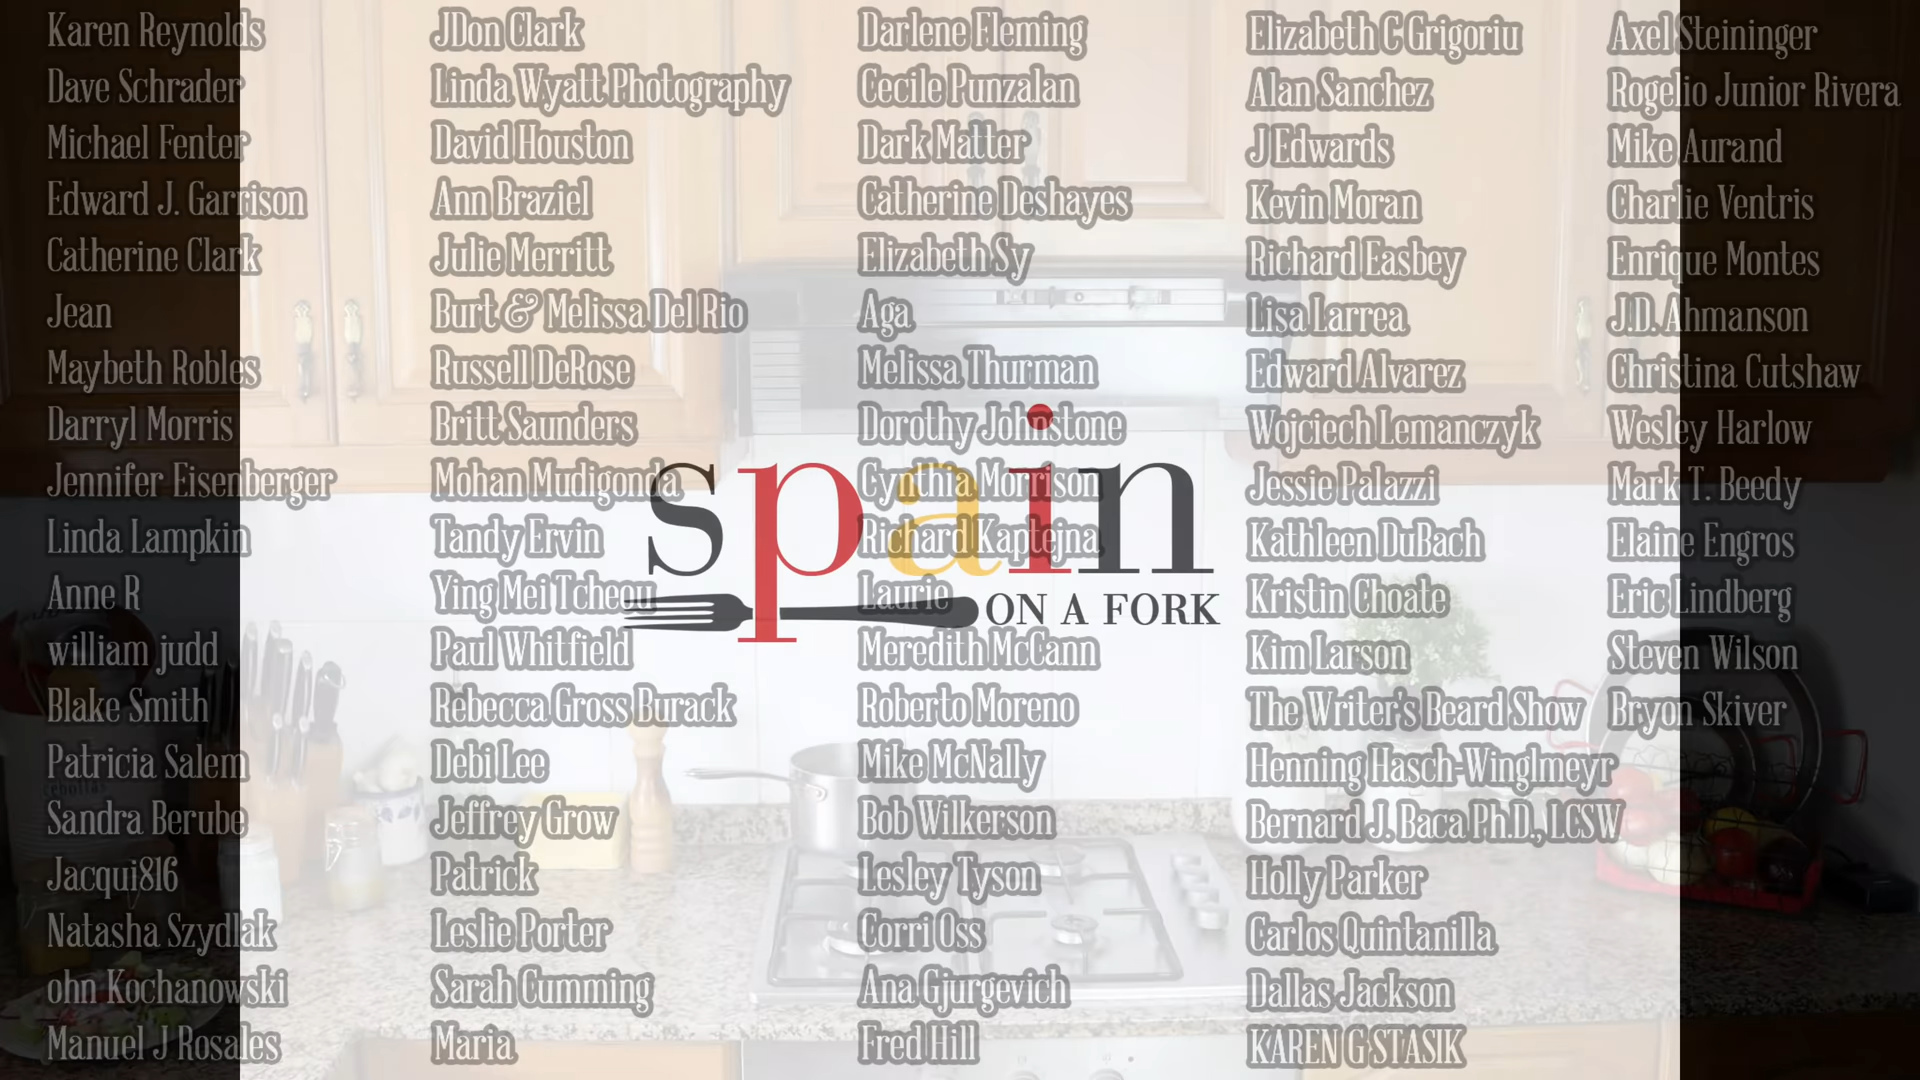 Karen Reynolds
Dave Schrader
Michael Fenter
Edward J. Garrison
Catherine Clark
Jean
Maybeth Robles
Darryl Morris
Jennifer Eisenberger
Linda Lampkin
Anne R
william judd
Blake Smith
Patricia Salem
Sandra Berube
Jacqui816
Natasha Szydlak
ohn Kochanowski
Manuel J Rosales
JDon Clark
Linda Wyatt Photography
David Houston
Ann Braziel
Julie Merritt
Burt & Melissa Del Rio
Russell DeRose
Britt Saunders
Mohan Mudigonda
Tandy Ervin
Ying Mei Tcheou
Paul Whitfield
Rebecca Gross Burack
Debi Lee
Jeffrey Grow
Patrick
Leslie Porter
Sarah Cumming
Maria
Darlene Fleming
Cecile Punzalan
Dark Matter
Catherine Deshayes
Elizabeth Sy
Aga
Melissa Thurman
Dorothy Johnstone
Cynthia Morrison
Richard Kaptejna
Laurie
Meredith McCann
Roberto Moreno
Mike McNally
Bob Wilkerson
Lesley Tyson
Corri Oss
Ana Gjurgevich
Fred Hill
Elizabeth C Grigoriu
Alan Sanchez
J Edwards
Kevin Moran
Richard Easbey
Lisa Larrea
Edward Alvarez
Wojciech Lemanczyk
Jessie Palazzi
Kathleen DuBach
Kristin Choate
Kim Larson
The Writer's Beard Show
Henning Hasch-Winglmeyr
Bernard J. Baca Ph.D., LCSW
Holly Parker
Carlos Quintanilla
Dallas Jackson
KAREN G STASIK
Axel Steininger
Rogelio Junior Rivera
Mike Aurand
Charlie Ventris
Enrique Montes
J.D. Ahmanson
Christina Cutshaw
Wesley Harlow
Mark T. Beedy
Elaine Engros
Eric Lindberg
Steven Wilson
Bryon Skiver
spain
ON A FORK
cebollas